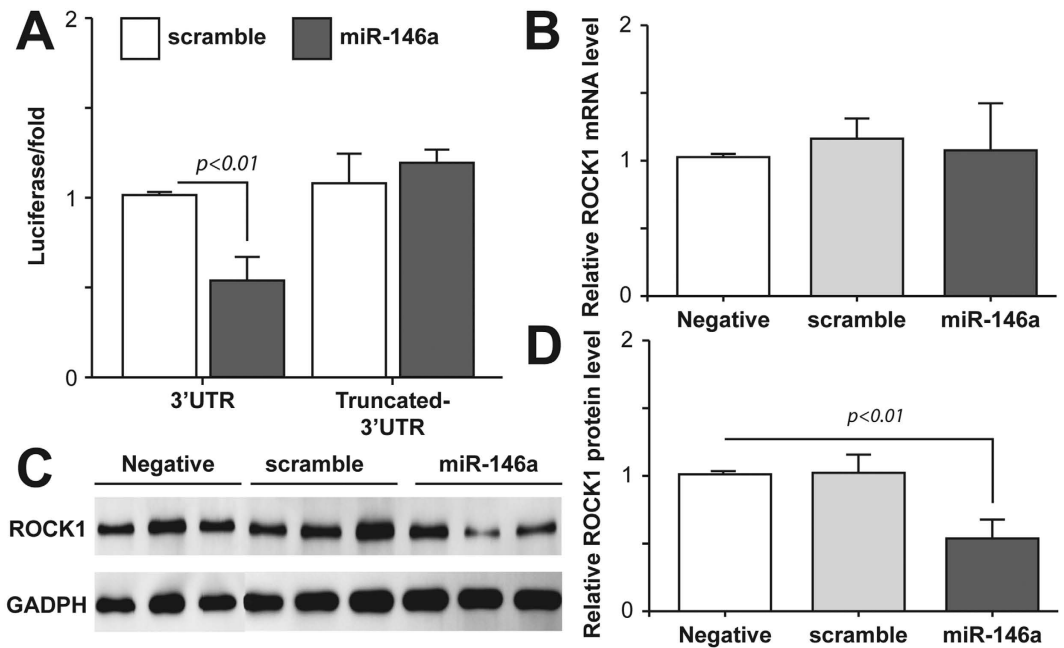 A
scramble
miR-146a
Luciferase/fold
2
1
0
p<0.01
3’UTR
Truncated-
3’UTR
B
Relative ROCK1 mRNA level
2
1
0
Negative
scramble
miR-146a
C
Negative
scramble
miR-146a
ROCK1
GADPH
D
Relative ROCK1 protein level
2
1
0
p<0.01
Negative
scramble
miR-146a